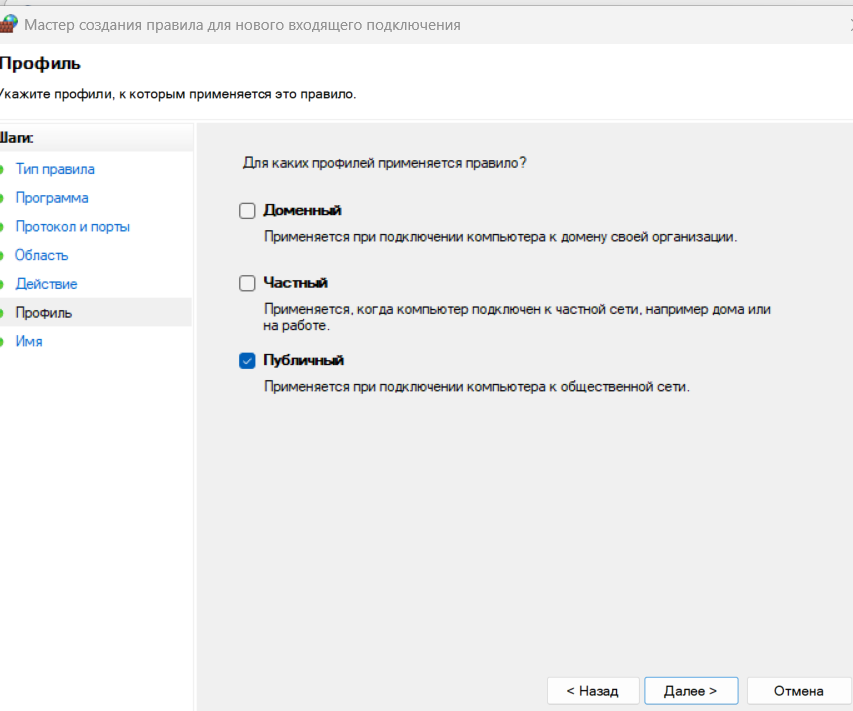 Мастер создания правила для нового входящего подключения
Профиль
Укажите профили, к которым применяется это правило.
Шаги:
Тип правила
Программа
Протокол и порты
Область
Действие
Профиль
Имя
Для каких профилей применяется правило?
Доменный
Применяется при подключении компьютера к домену своей организации.
Частный
Применяется, когда компьютер подключен к частной сети, например дома или
на работе.
Публичный
Применяется при подключении компьютера к общественной сети.
< Назад
Далее >
Отмена